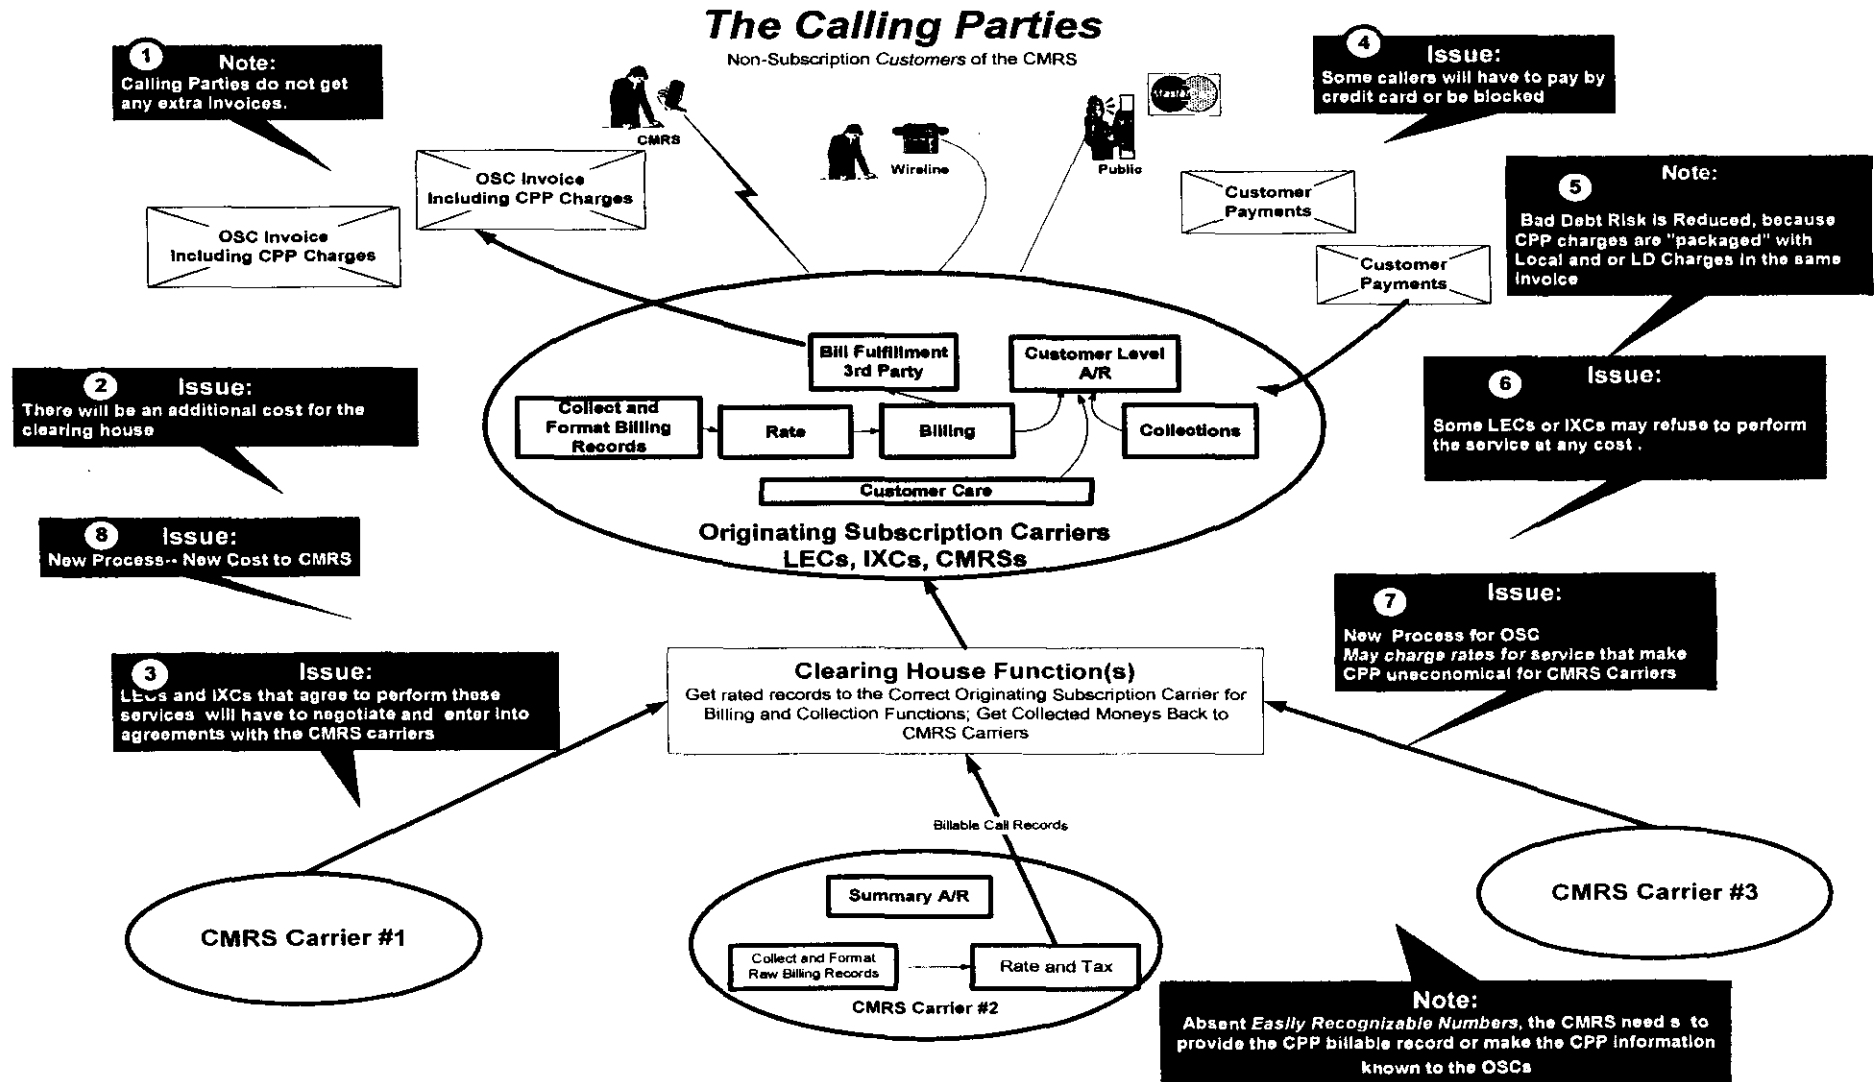 The Calling Parties
Non-Subscription Customers of the CMRS
1
Note:
Calling Parties do not get
any extra invoices.
4
Issue:
Some callers will have to pay by
credit card or be blocked
CMRS
Wireline
Public
OSC Invoice
Including CPP Charges
OSC Invoice
Including CPP Charges
Customer
Payments
Customer
Payments
5
Note:
Bad Debt Risk is Reduced, because
CPP charges are "packaged" with
Local and or LD Charges in the same
invoice
2
Issue:
There will be an additional cost for the
clearing house
Bill Fulfillment
3rd Party
Customer Level
A/R
Collect and
Format Billing
Records
Rate
Billing
Collections
Customer Care
Originating Subscription Carriers
LECs, IXCs, CMRSs
6
Issue:
Some LECs or IXCs may refuse to perform
the service at any cost .
8
Issue:
New Process-- New Cost to CMRS
7
Issue:
New Process for OSC
May charge rates for service that make
CPP uneconomical for CMRS Carriers
3
Issue:
LECs and IXCs that agree to perform these
services will have to negotiate and enter into
agreements with the CMRS carriers
Clearing House Function(s)
Get rated records to the Correct Originating Subscription Carrier for
Billing and Collection Functions; Get Collected Moneys Back to
CMRS Carriers
Billable Call Records
CMRS Carrier #1
Summary A/R
Collect and Format
Raw Billing Records
Rate and Tax
CMRS Carrier #2
CMRS Carrier #3
Note:
Absent Easily Recognizable Numbers, the CMRS need s to
provide the CPP billable record or make the CPP information
known to the OSCs